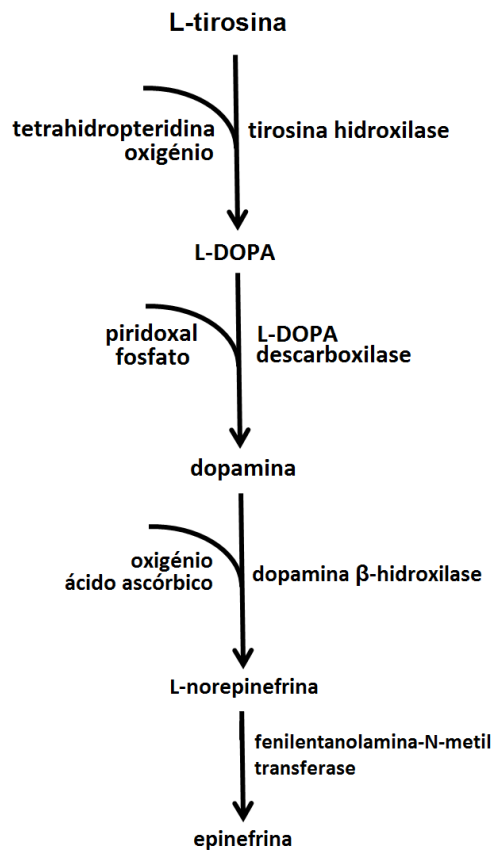 L-tirosina
tetrahidropteridina
oxigénio
tirosina hidroxilase
L-DOPA
piridoxal
fosfato
L-DOPA
descarboxilase
dopamina
oxigénio
ácido ascórbico
dopamina β-hidroxilase
L-norepinefrina
fenilentanolamina-N-metil
transferase
epinefrina